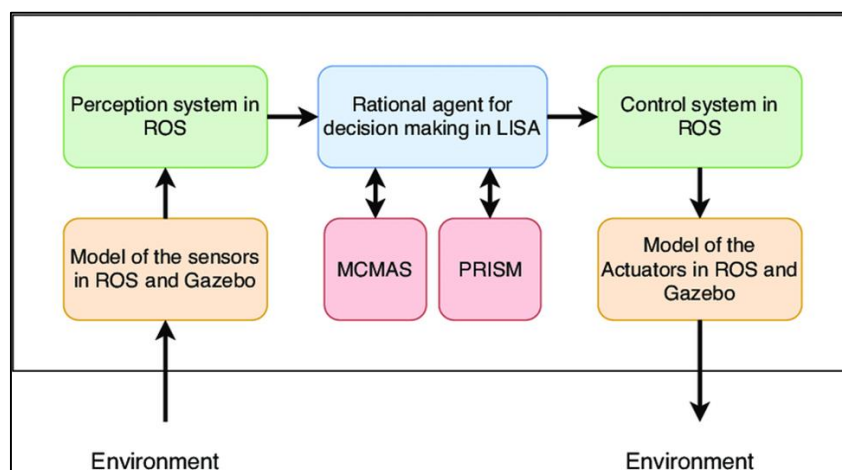 Perception system in
ROS
Rational agent for
decision making in LISA
Control system in
ROS
Model of the sensors
in ROS and Gazebo
MCMAS
PRISM
Model of the
Actuators in ROS and
Gazebo
Environment
Environment